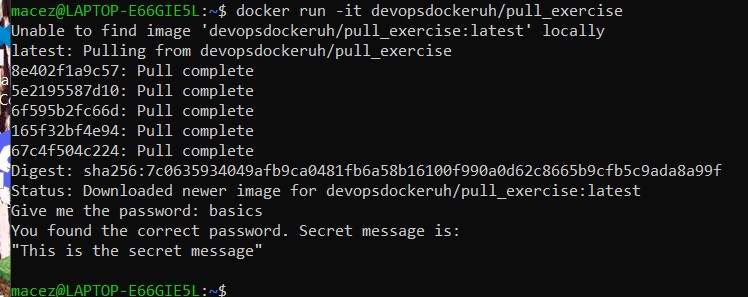 macez@LAPTOP-E66GIE5L:~$ docker run -it devopsdockeruh/pull_exercise
Unable to find image 'devopsdockeruh/pull_exercise:latest' locally
latest: Pulling from devopsdockeruh/pull_exercise
8e402f1a9c57: Pull complete
5e2195587d10: Pull complete
6f595b2fc66d: Pull complete
165f32bf4e94: Pull complete
67c4f504c224: Pull complete
Digest: sha256:7c0635934049afb9ca0481fb6a58b16100f990a0d62c8665b9cfb5c9ada8a99f
Status: Downloaded newer image for devopsdockeruh/pull_exercise:latest
Give me the password: basics
You found the correct password. Secret message is:
"This is the secret message"
macez@LAPTOP-E66GIE5L:~$